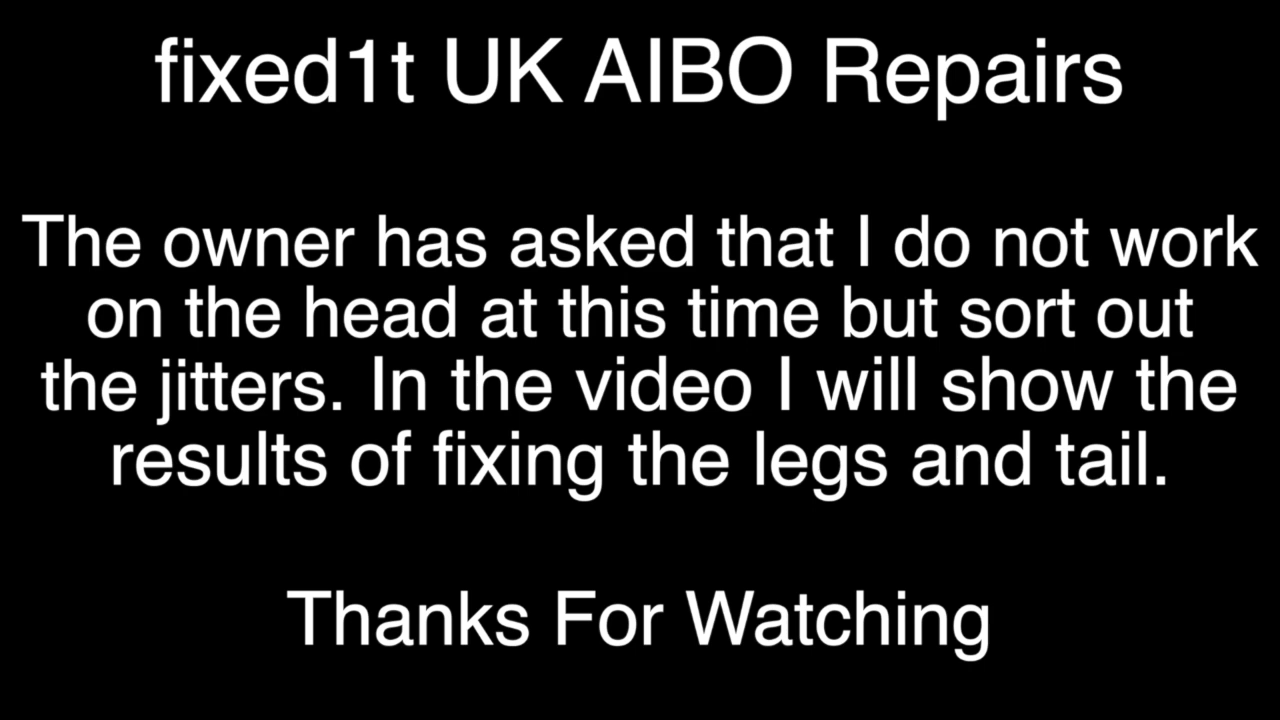 fixed1t UK AIBO Repairs
The owner has asked that I do not work
on the head at this time but sort out
the jitters. In the video I will show the
results of fixing the legs and tail.
Thanks For Watching